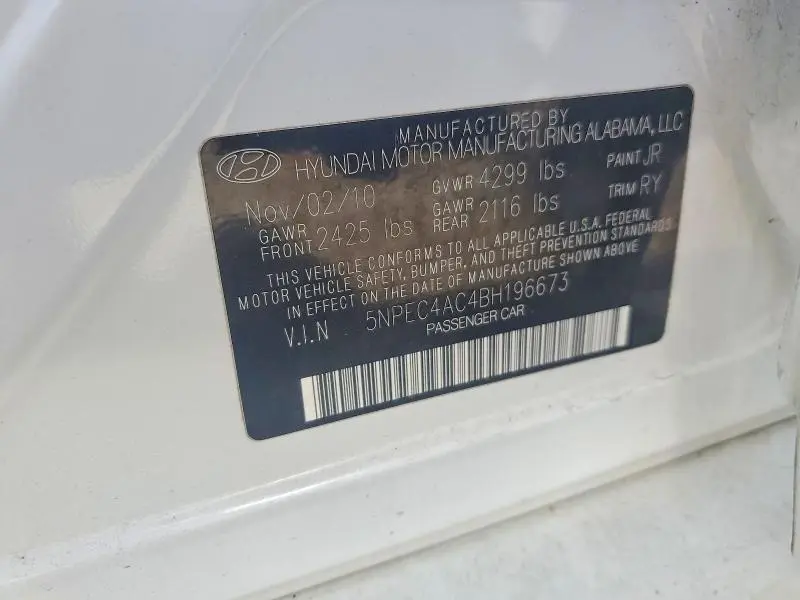 MANUFACTURED BY
HYUNDAI MOTOR MANUFACTURING ALABAMA, LLC
Nov/02/10 GVWR 4299 lbs PAINT JR
GAWR FRONT 2425 lbs GAWR REAR 2116 lbs TRIM RY
THIS VEHICLE CONFORMS TO ALL APPLICABLE U.S.A. FEDERAL
MOTOR VEHICLE SAFETY, BUMPER, AND THEFT PREVENTION STANDARDS
IN EFFECT ON THE DATE OF MANUFACTURE SHOWN ABOVE
V.I.N 5NPEC4AC4BH196673
PASSENGER CAR